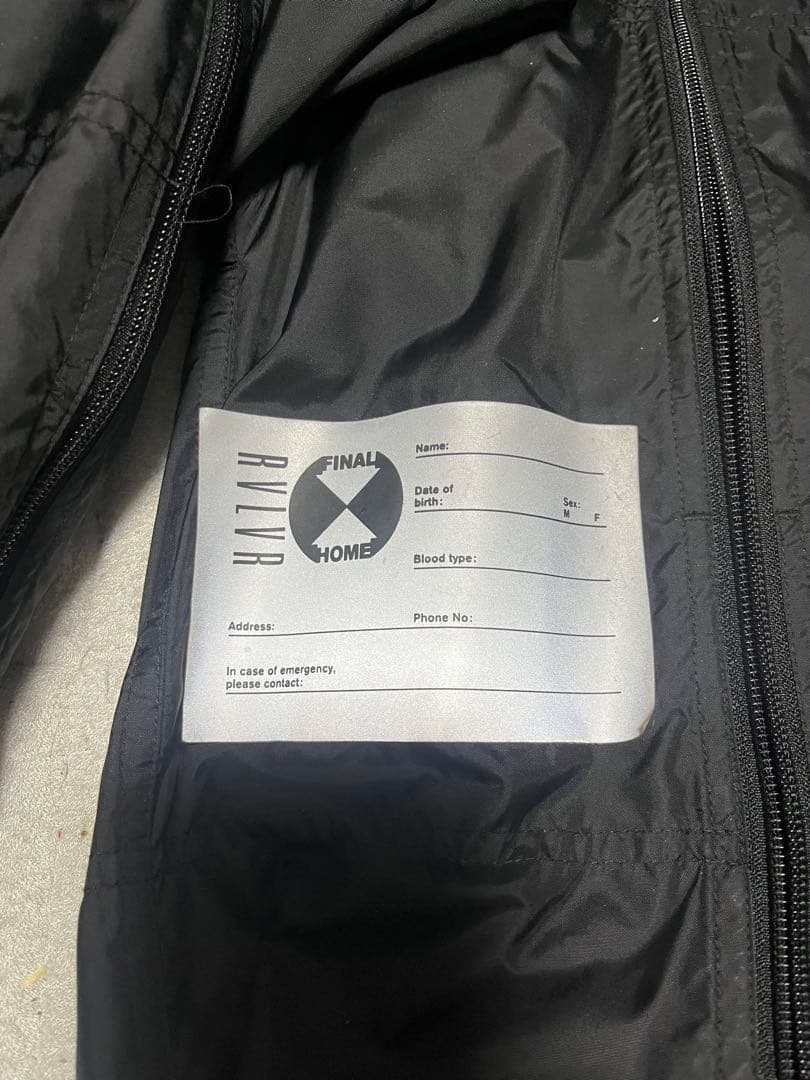 RVLVR
FINAL
HOME
Name:
Date of
birth:
Sex:
M F
Blood type:
Address:
Phone No:
In case of emergency,
please contact: